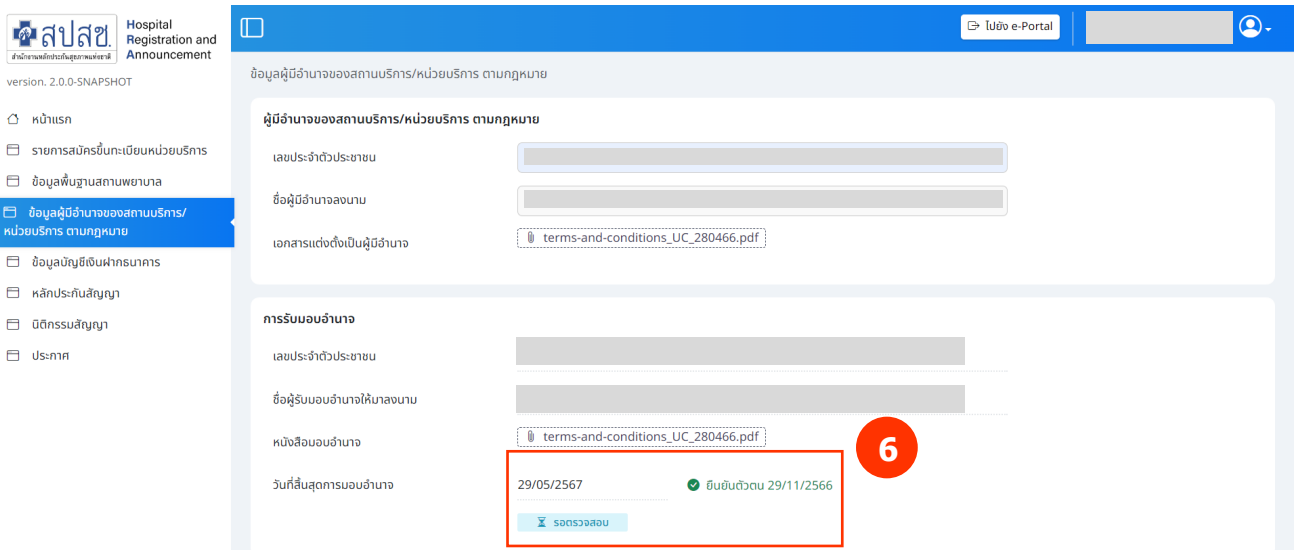 สปสช.
สำนักงานหลักประกันสุขภาพแห่งชาติ
Hospital
Registration and
Announcement
version. 2.0.0-SNAPSHOT
หน้าแรก
รายการสมัครขึ้นทะเบียนหน่วยบริการ
ข้อมูลพื้นฐานสถานพยาบาล
ข้อมูลผู้มีอำนาจของสถานบริการ/
หน่วยบริการ ตามกฎหมาย
ข้อมูลบัญชีเงินฝากธนาคาร
หลักประกันสัญญา
นิติกรรมสัญญา
ประกาศ
ไปยัง e-Portal
ข้อมูลผู้มีอำนาจของสถานบริการ/หน่วยบริการ ตามกฎหมาย
ผู้มีอำนาจของสถานบริการ/หน่วยบริการ ตามกฎหมาย
เลขประจำตัวประชาชน
ชื่อผู้มีอำนาจลงนาม
เอกสารแต่งตั้งเป็นผู้มีอำนาจ terms-and-conditions_UC_280466.pdf
การรับมอบอำนาจ
เลขประจำตัวประชาชน
ชื่อผู้รับมอบอำนาจให้มาลงนาม
หนังสือมอบอำนาจ terms-and-conditions_UC_280466.pdf
6
วันที่สิ้นสุดการมอบอำนาจ 29/05/2567 ยืนยันตัวตน 29/11/2566
รอตรวจสอบ